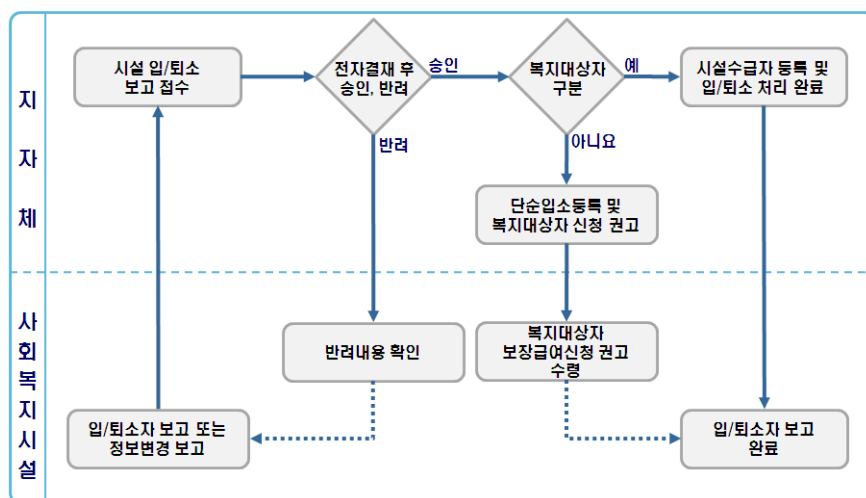 지
자
체
시설 입/퇴소
보고 접수
전자결재 후
승인, 반려
승인
반려
복지대상자
구분
예
아니요
시설수급자 등록 및
입/퇴소 처리 완료
단순입소등록 및
복지대상자 신청 권고
사
회
복
지
시
설
반려내용 확인
복지대상자
보장급여신청 권고
수령
입/퇴소자 보고 또는
정보변경 보고
입/퇴소자 보고
완료